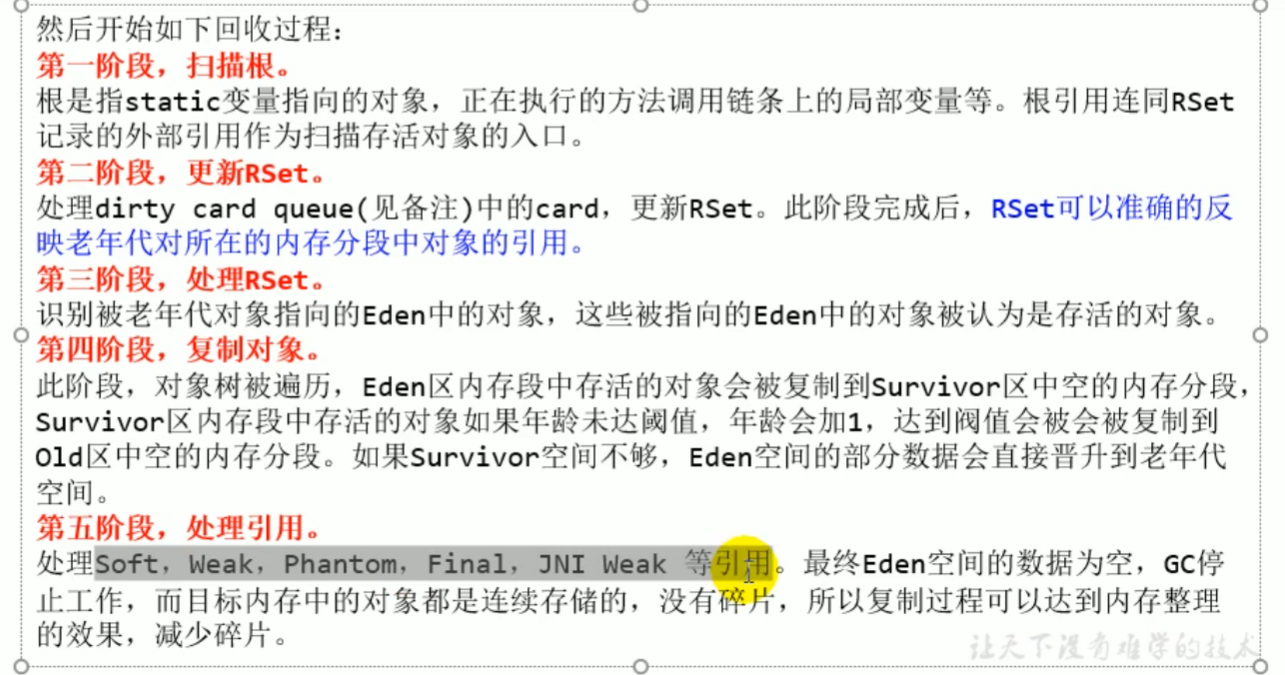 然后开始如下回收过程：
第一阶段，扫描根。
根是指static变量指向的对象，正在执行的方法调用链条上的局部变量等。根引用连同RSet
记录的外部引用作为扫描存活对象的入口。
第二阶段，更新RSet。
处理dirty card queue(见备注)中的card，更新RSet。此阶段完成后，RSet可以准确的反
映老年代对所在的内存分段中对象的引用。
第三阶段，处理RSet。
识别被老年代对象指向的Eden中的对象，这些被指向的Eden中的对象被认为是存活的对象。
第四阶段，复制对象。
此阶段，对象树被遍历，Eden区内存段中存活的对象会被复制到Survivor区中空的内存分段，
Survivor区内存段中存活的对象如果年龄未达阈值，年龄会加1，达到阀值会被会被复制到
Old区中空的内存分段。如果Survivor空间不够，Eden空间的部分数据会直接晋升到老年代
空间。
第五阶段，处理引用。
处理Soft，Weak，Phantom，Final，JNI Weak 等引用。最终Eden空间的数据为空，GC停
止工作，而目标内存中的对象都是连续存储的，没有碎片，所以复制过程可以达到内存整理
的效果，减少碎片。
让天下没有难学的技术